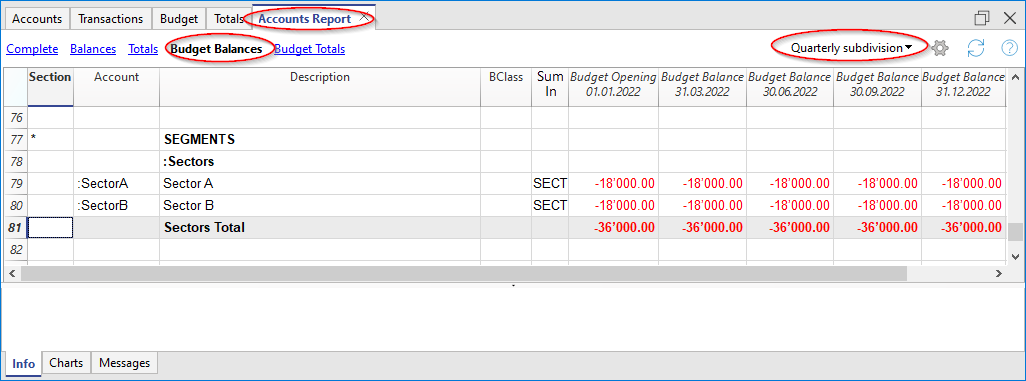 Accounts Transactions Budget Totals Accounts Report
Complete Balances Totals Budget Balances Budget Totals Quarterly subdivision
Section Account Description BClass Sum In Budget Opening 01.01.2022 Budget Balance 31.03.2022 Budget Balance 30.06.2022 Budget Balance 30.09.2022 Budget Balance 31.12.2022
76
77 * SEGMENTS
78 :Sectors
79 :SectorA Sector A SECT -18'000.00 -18'000.00 -18'000.00 -18'000.00 -18'000.00
80 :SectorB Sector B SECT -18'000.00 -18'000.00 -18'000.00 -18'000.00 -18'000.00
81 Sectors Total -36'000.00 -36'000.00 -36'000.00 -36'000.00 -36'000.00
82
Info Charts Messages